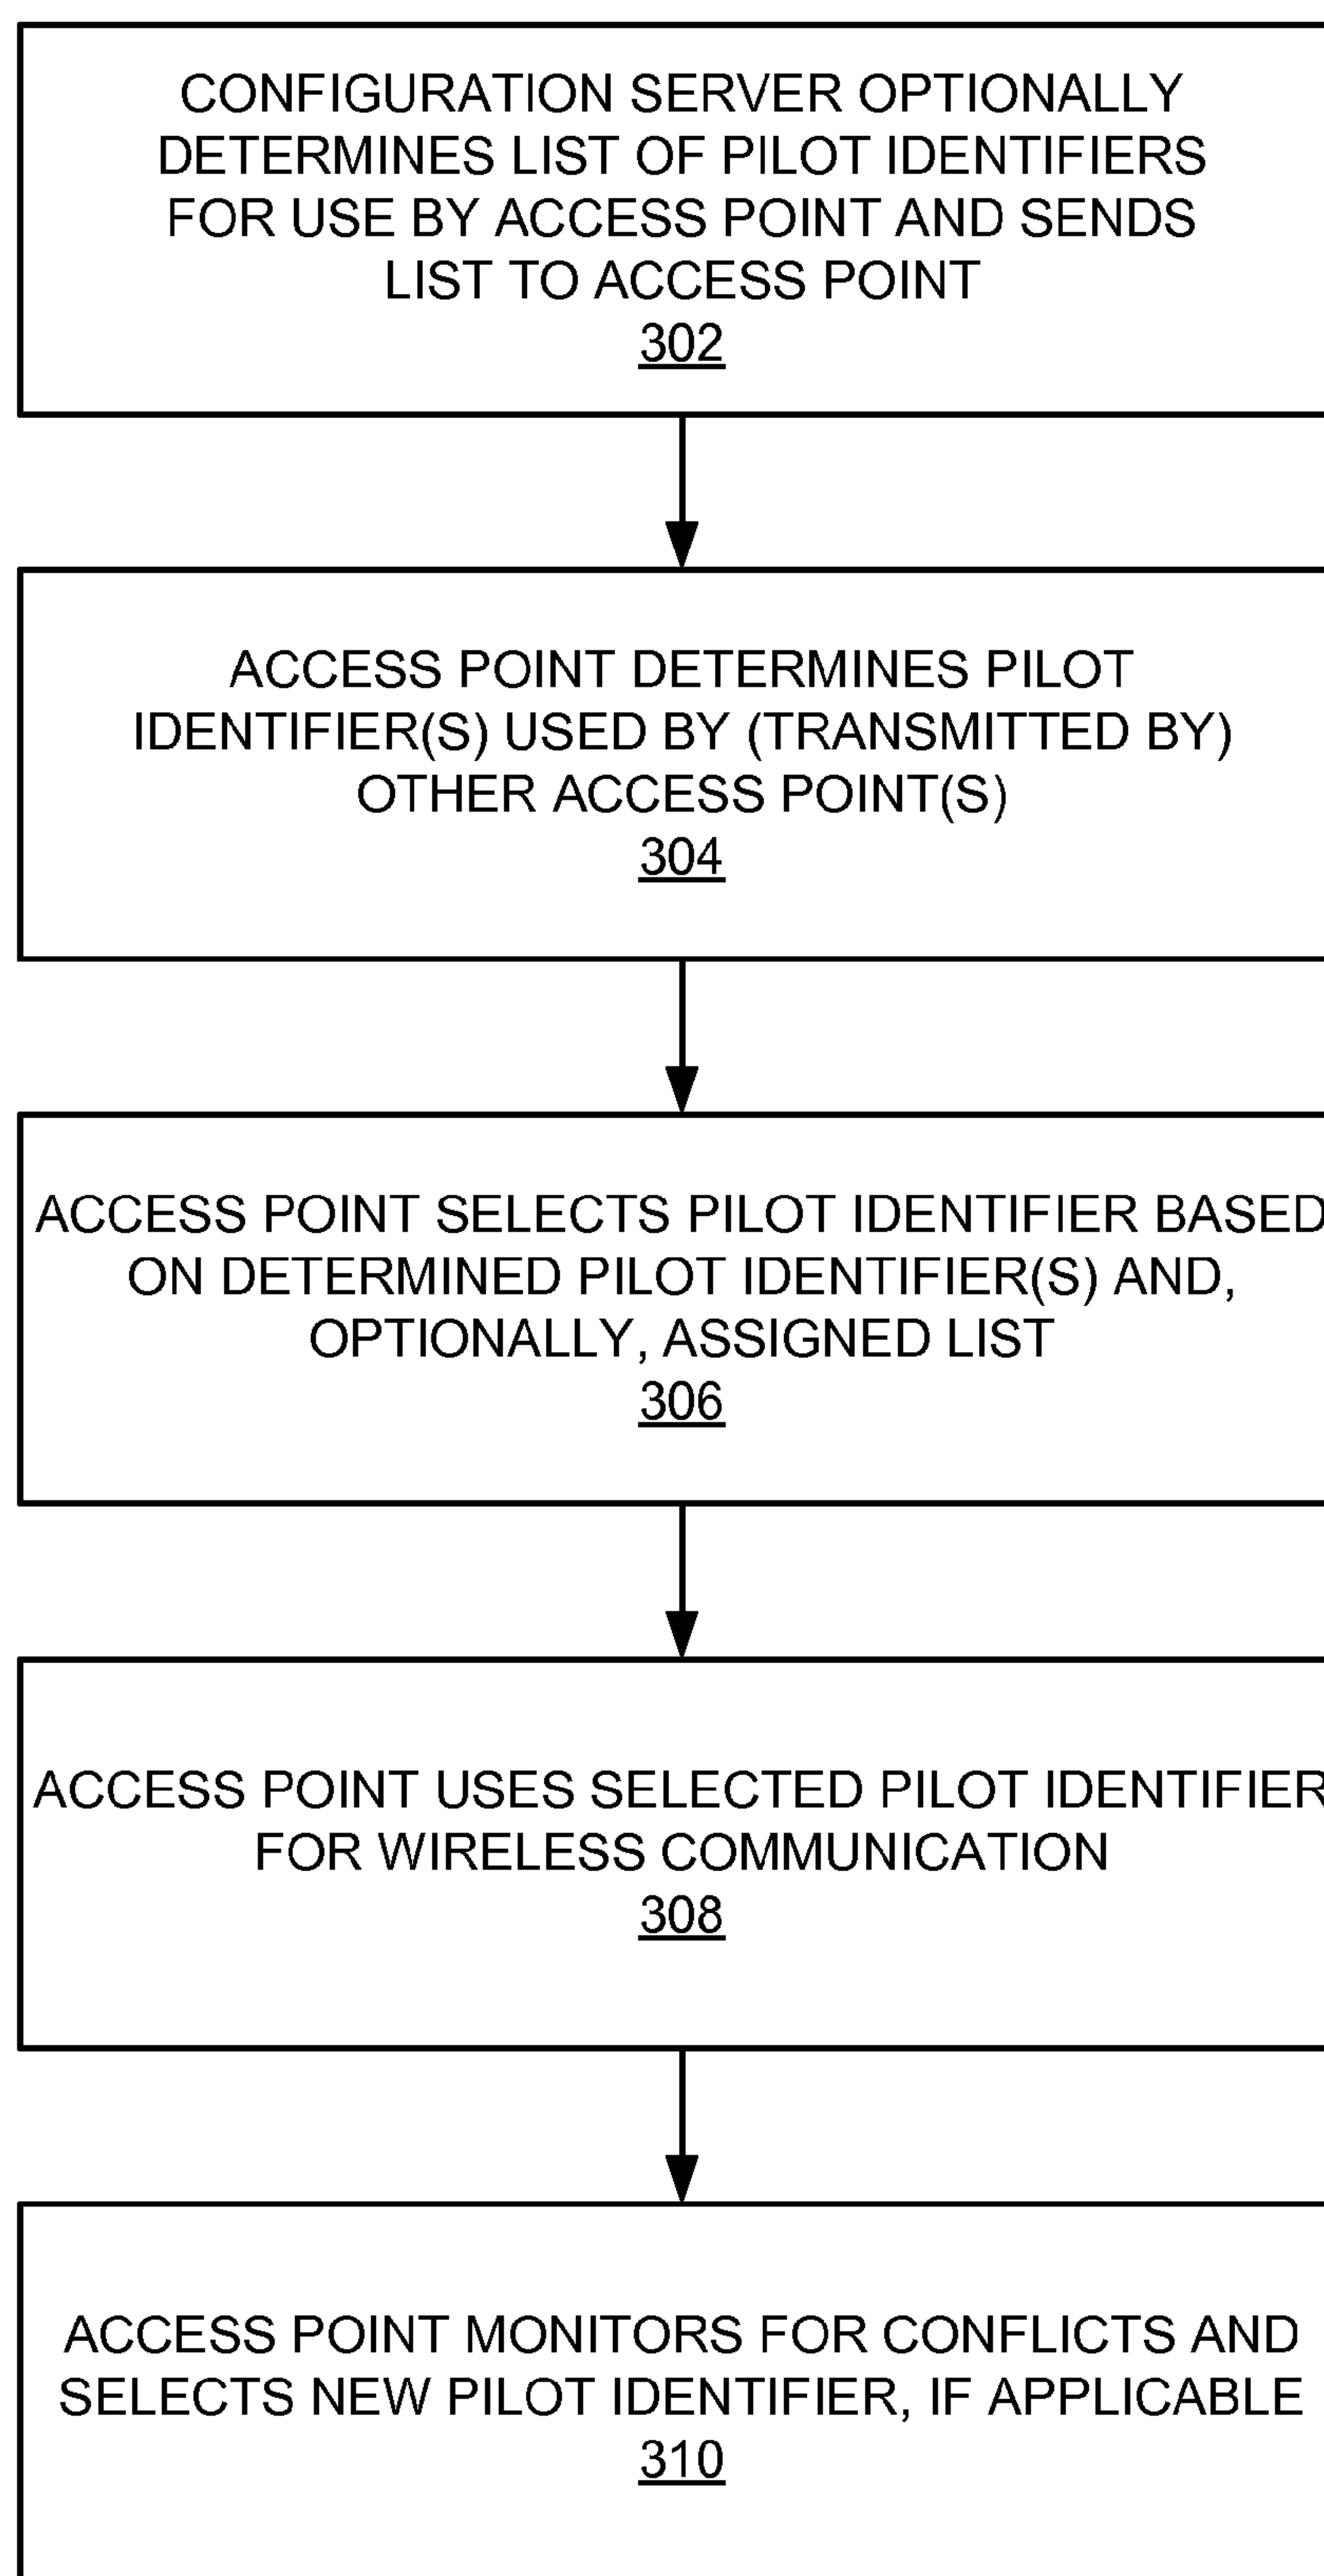 CONFIGURATION SERVER OPTIONALLY
DETERMINES LIST OF PILOT IDENTIFIERS
FOR USE BY ACCESS POINT AND SENDS
LIST TO ACCESS POINT
302
ACCESS POINT DETERMINES PILOT
IDENTIFIER(S) USED BY (TRANSMITTED BY)
OTHER ACCESS POINT(S)
304
ACCESS POINT SELECTS PILOT IDENTIFIER BASED
ON DETERMINED PILOT IDENTIFIER(S) AND,
OPTIONALLY, ASSIGNED LIST
306
ACCESS POINT USES SELECTED PILOT IDENTIFIER
FOR WIRELESS COMMUNICATION
308
ACCESS POINT MONITORS FOR CONFLICTS AND
SELECTS NEW PILOT IDENTIFIER, IF APPLICABLE
310